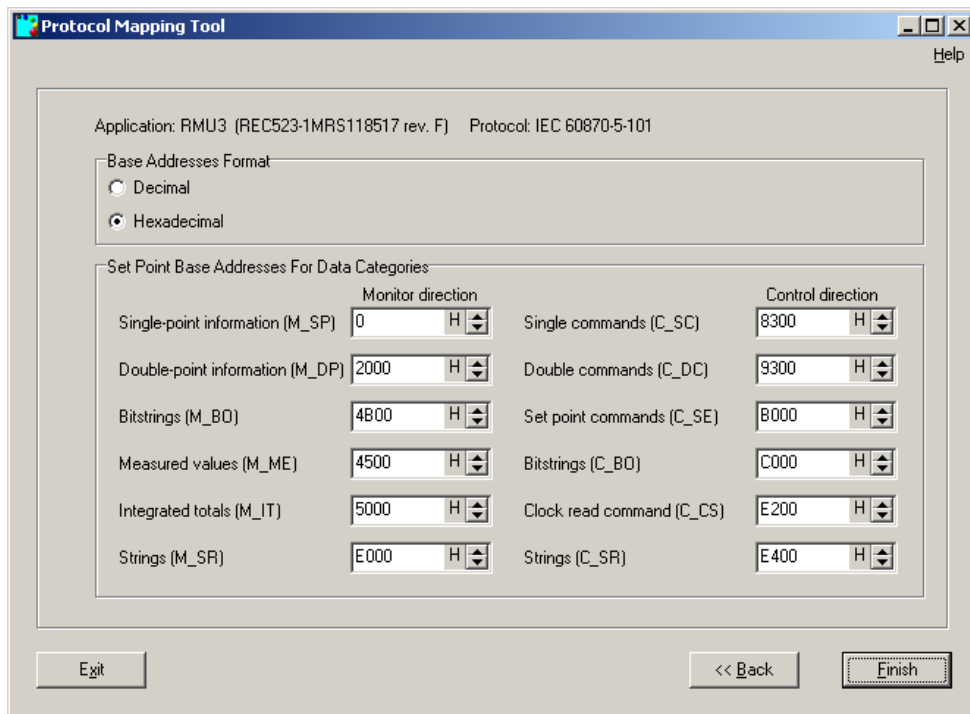 Protocol Mapping Tool
Help
Application: RMU3 (REC523-1MRS118517 rev. F) Protocol: IEC 60870-5-101
Base Addresses Format
Decimal
Hexadecimal
Set Point Base Addresses For Data Categories
Monitor direction Control direction
Single-point information (M_SP) 0 H Single commands (C_SC) 8300 H
Double-point information (M_DP) 2000 H Double commands (C_DC) 9300 H
Bitstrings (M_BO) 4B00 H Set point commands (C_SE) B000 H
Measured values (M_ME) 4500 H Bitstrings (C_BO) C000 H
Integrated totals (M_IT) 5000 H Clock read command (C_CS) E200 H
Strings (M_SR) E000 H Strings (C_SR) E400 H
Exit << Back Finish